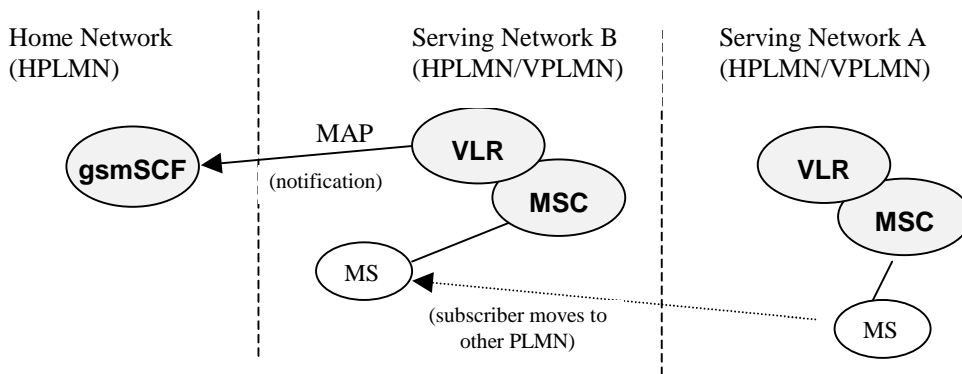 Home Network
(HPLMN)
Serving Network B
(HPLMN/VPLMN)
Serving Network A
(HPLMN/VPLMN)
gsmSCF
MAP
(notification)
VLR
MSC
MS
VLR
MSC
MS
(subscriber moves to
other PLMN)